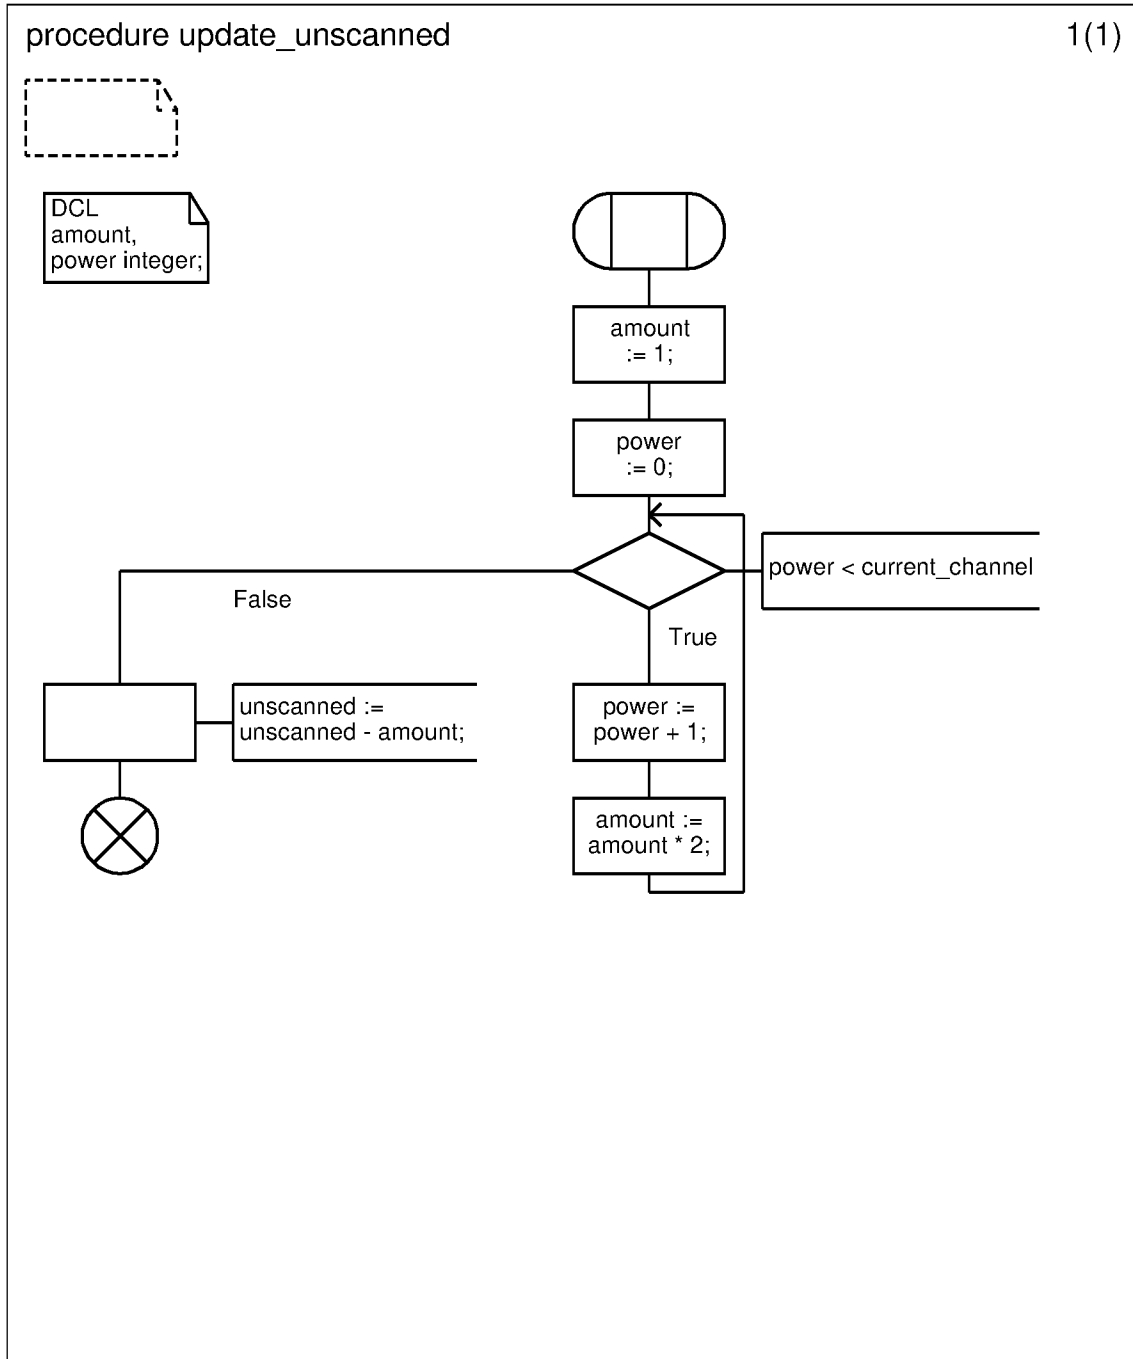 procedure update_unscanned
1(1)
DCL
amount,
power integer;
amount
:= 1;
power
:= 0;
power < current_channel
False
True
unscanned :=
unscanned - amount;
power :=
power + 1;
amount :=
amount * 2;